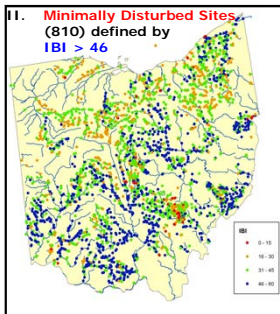 II. Minimally Disturbed Sites
(810) defined by
IBI > 46
IBI
0 - 15
16 - 30
31 - 45
46 - 60